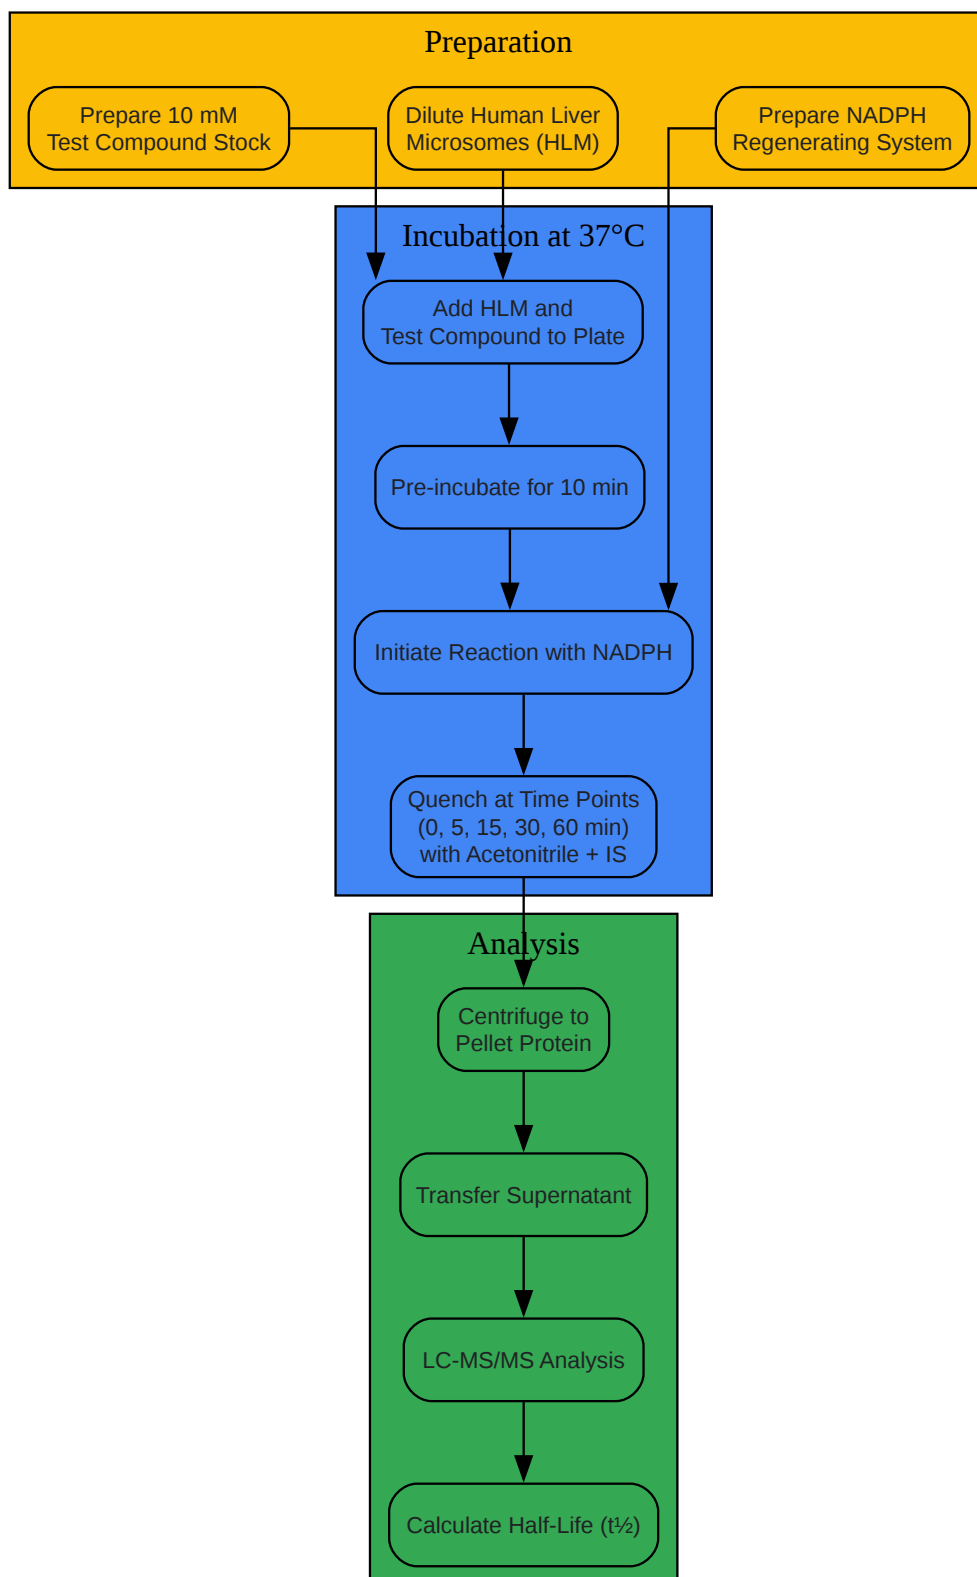 Preparation
Prepare 10 mM
Test Compound Stock
Dilute Human Liver
Microsomes (HLM)
Prepare NADPH
Regenerating System
Incubation at 37°C
Add HLM and
Test Compound to Plate
Pre-incubate for 10 min
Initiate Reaction with NADPH
Quench at Time Points
(0, 5, 15, 30, 60 min)
with Acetonitrile + IS
Analysis
Centrifuge to
Pellet Protein
Transfer Supernatant
LC-MS/MS Analysis
Calculate Half-Life (t½)